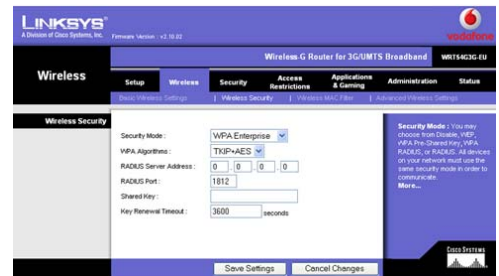 LINKSYS®
A Division of Cisco Systems, Inc.
Firmware Version : v2.10.02
vodafone
Wireless-G Router for 3G/UMTS Broadband
WRT54G3G-EU
Wireless
Setup
Wireless
Security
Access Restrictions
Applications & Gaming
Administration
Status
Basic Wireless Settings
| Wireless Security
| Wireless MAC Filter
| Advanced Wireless Settings
Wireless Security
Security Mode :
WPA Enterprise
WPA Algorithms :
TKIP+AES
RADIUS Server Address :
0 . 0 . 0 . 0
RADIUS Port :
1812
Shared Key :
Key Renewal Timeout :
3600 seconds
Security Mode : You may
choose from Disable, WEP,
WPA Pre-Shared Key, WPA
RADIUS, or RADIUS. All devices
on your network must use the
same security mode in order to
communicate.
More...
Save Settings
Cancel Changes
CISCO SYSTEMS